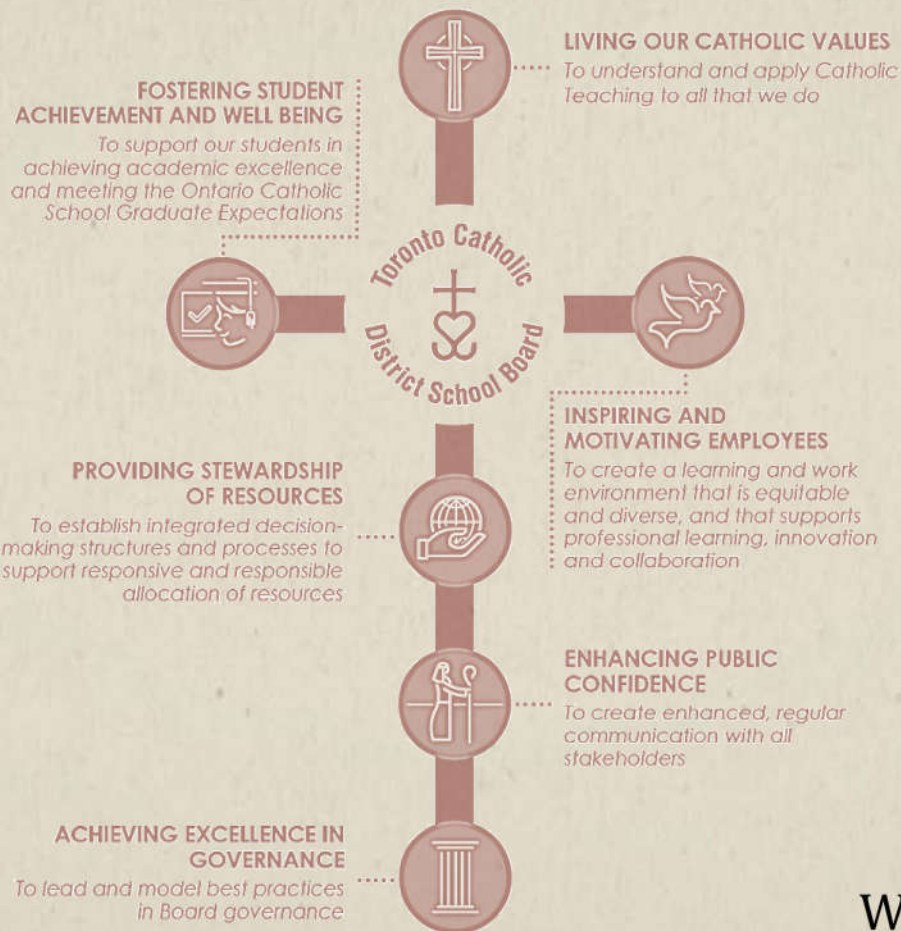 LIVING OUR CATHOLIC VALUES
To understand and apply Catholic
Teaching to all that we do
FOSTERING STUDENT
ACHIEVEMENT AND WELL BEING
To support our students in
achieving academic excellence
and meeting the Ontario Catholic
School Graduate Expectations
Toronto Catholic
District School Board
INSPIRING AND
MOTIVATING EMPLOYEES
To create a learning and work
environment that is equitable
and diverse, and that supports
professional learning, innovation
and collaboration
PROVIDING STEWARDSHIP
OF RESOURCES
To establish integrated decision-
making structures and processes to
support responsive and responsible
allocation of resources
ENHANCING PUBLIC
CONFIDENCE
To create enhanced, regular
communication with all
stakeholders
ACHIEVING EXCELLENCE IN
GOVERNANCE
To lead and model best practices
in Board governance
W